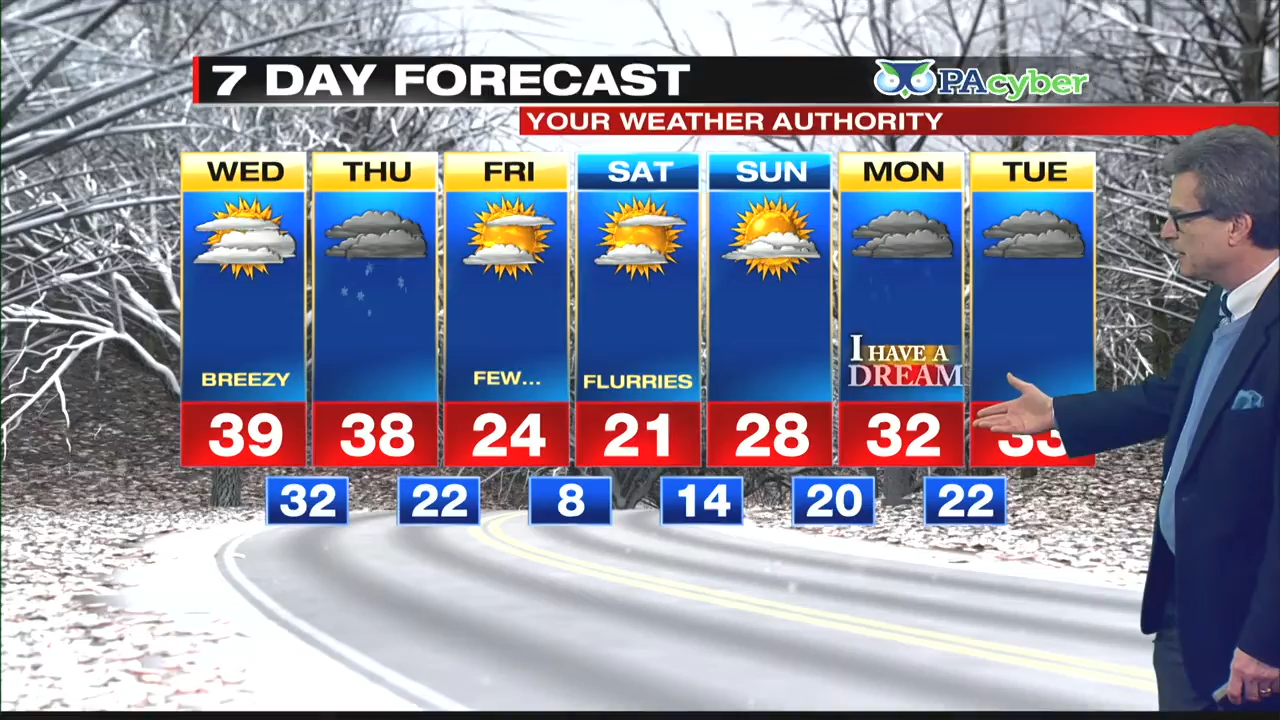 7 DAY FORECAST
PAcyber
YOUR WEATHER AUTHORITY
WED THU FRI SAT SUN MON TUE
I HAVE A
DREAM
BREEZY FEW... FLURRIES
39 38 24 21 28 32 33
32 22 8 14 20 22